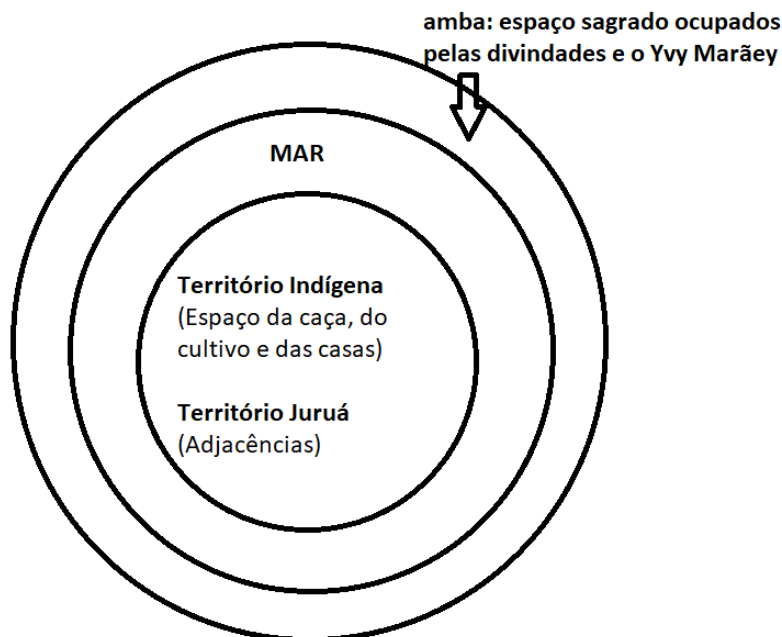 amba: espaço sagrado ocupados
pelas divindades e o Yvy Marãey
MAR
Território Indígena
(Espaço da caça, do
cultivo e das casas)
Território Juruá
(Adjacências)